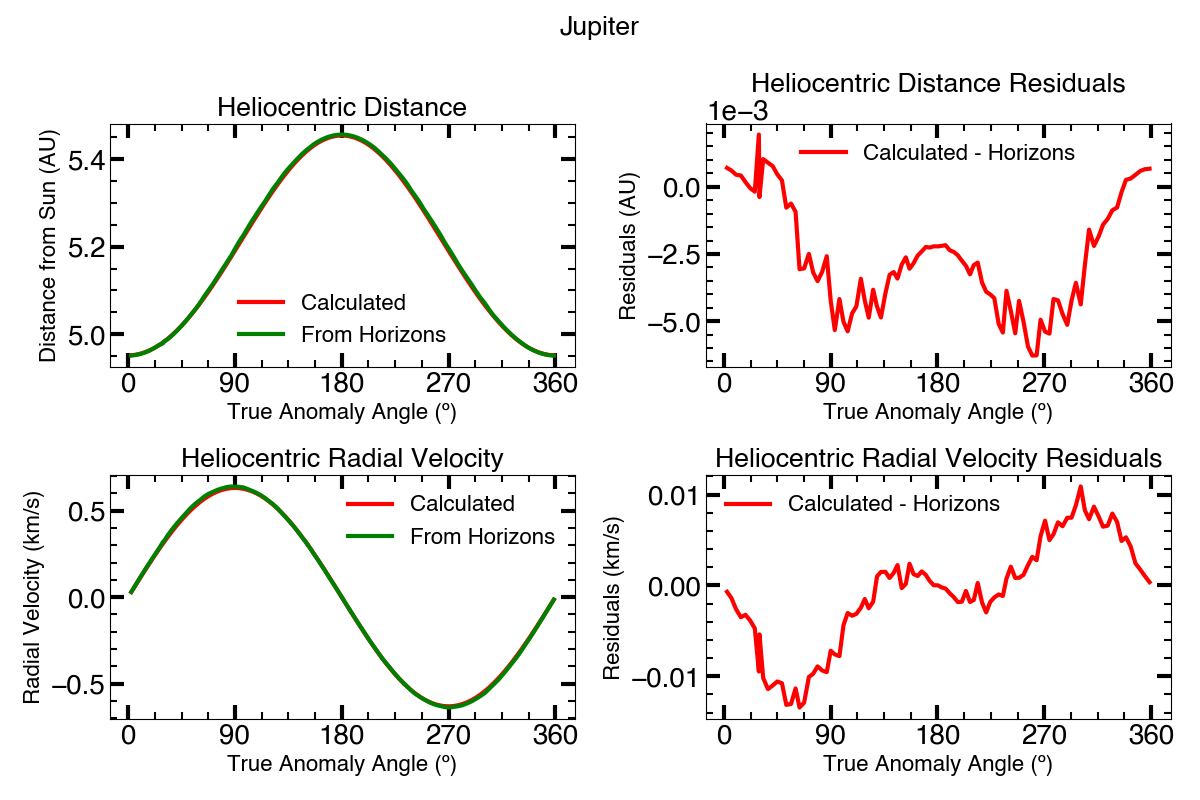 Jupiter
Heliocentric Distance
Distance from Sun (AU)
5.4
5.2
5.0
Calculated
From Horizons
0 90 180 270 360
True Anomaly Angle (º)
Heliocentric Distance Residuals
1e−3
Residuals (AU)
0.0
−2.5
−5.0
Calculated - Horizons
0 90 180 270 360
True Anomaly Angle (º)
Heliocentric Radial Velocity
Radial Velocity (km/s)
0.5
0.0
−0.5
Calculated
From Horizons
0 90 180 270 360
True Anomaly Angle (º)
Heliocentric Radial Velocity Residuals
Residuals (km/s)
0.01
0.00
−0.01
Calculated - Horizons
0 90 180 270 360
True Anomaly Angle (º)